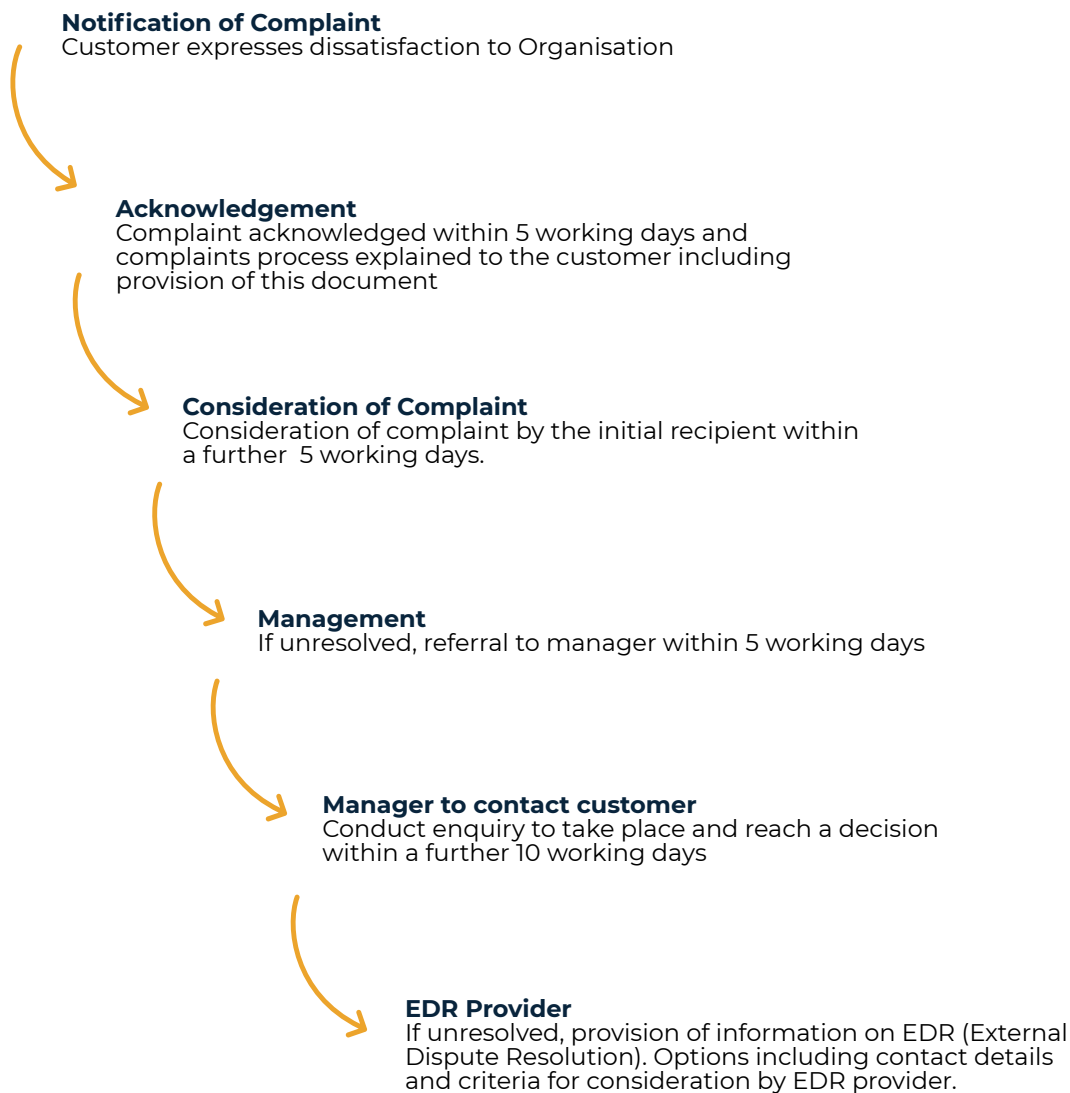 Notification of Complaint
Customer expresses dissatisfaction to Organisation
Acknowledgement
Complaint acknowledged within 5 working days and
complaints process explained to the customer including
provision of this document
Consideration of Complaint
Consideration of complaint by the initial recipient within
a further  5 working days.
Management
If unresolved, referral to manager within 5 working days
Manager to contact customer
Conduct enquiry to take place and reach a decision
within a further 10 working days
EDR Provider
If unresolved, provision of information on EDR (External
Dispute Resolution). Options including contact details
and criteria for consideration by EDR provider.